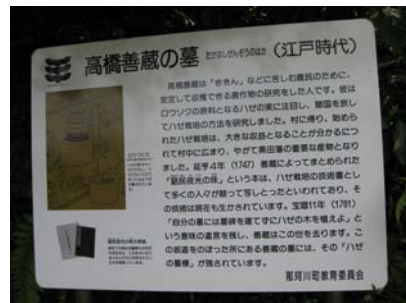 高橋善蔵の墓 (江戸時代)
たかはしぜんぞうのはか
高橋善蔵は「ききん」などに苦しむ農民のために、
安定して収穫できる農作物の研究をした人です。彼は
ロウソクの原料となるハゼの実に注目し、諸国を旅し
てハゼ栽培の方法を研究しました。村に帰り、始めら
れたハゼ栽培は、大きな収益となることが分かるにつ
れて村中に広まり、やがて黒田藩の重要な産物となり
ました。延亨4年(1747)善蔵によってまとめられた
「窮民夜光の珠」という本は、ハゼ栽培の技術書とし
て多くの人々が競って写しとったといわれており、そ
の技術は現在も生かされています。宝暦11年(1761)
「自分の墓には墓碑を建てずにハゼの木を植えよ」と
いう意味の遺言を残し、善蔵はこの世を去ります。こ
の坂道をのぼった所にある善蔵の墓には、その「ハゼ
の墓標」が残されています。
那珂川町教育委員会